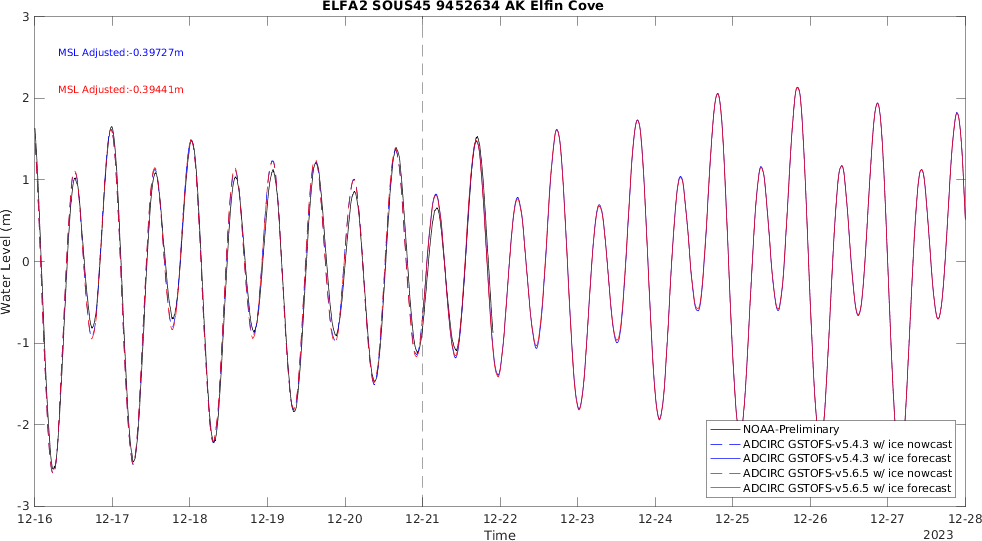 ELFA2 SOUS45 9452634 AK Elfin Cove
3
MSL Adjusted:-0.39727m
MSL Adjusted:-0.39441m
2
1
0
-1
-2
-3
Water Level (m)
NOAA-Preliminary
ADCIRC GSTOFS-v5.4.3 w/ ice nowcast
ADCIRC GSTOFS-v5.4.3 w/ ice forecast
ADCIRC GSTOFS-v5.6.5 w/ ice nowcast
ADCIRC GSTOFS-v5.6.5 w/ ice forecast
12-16 12-17 12-18 12-19 12-20 12-21 12-22 12-23 12-24 12-25 12-26 12-27 12-28
Time
2023